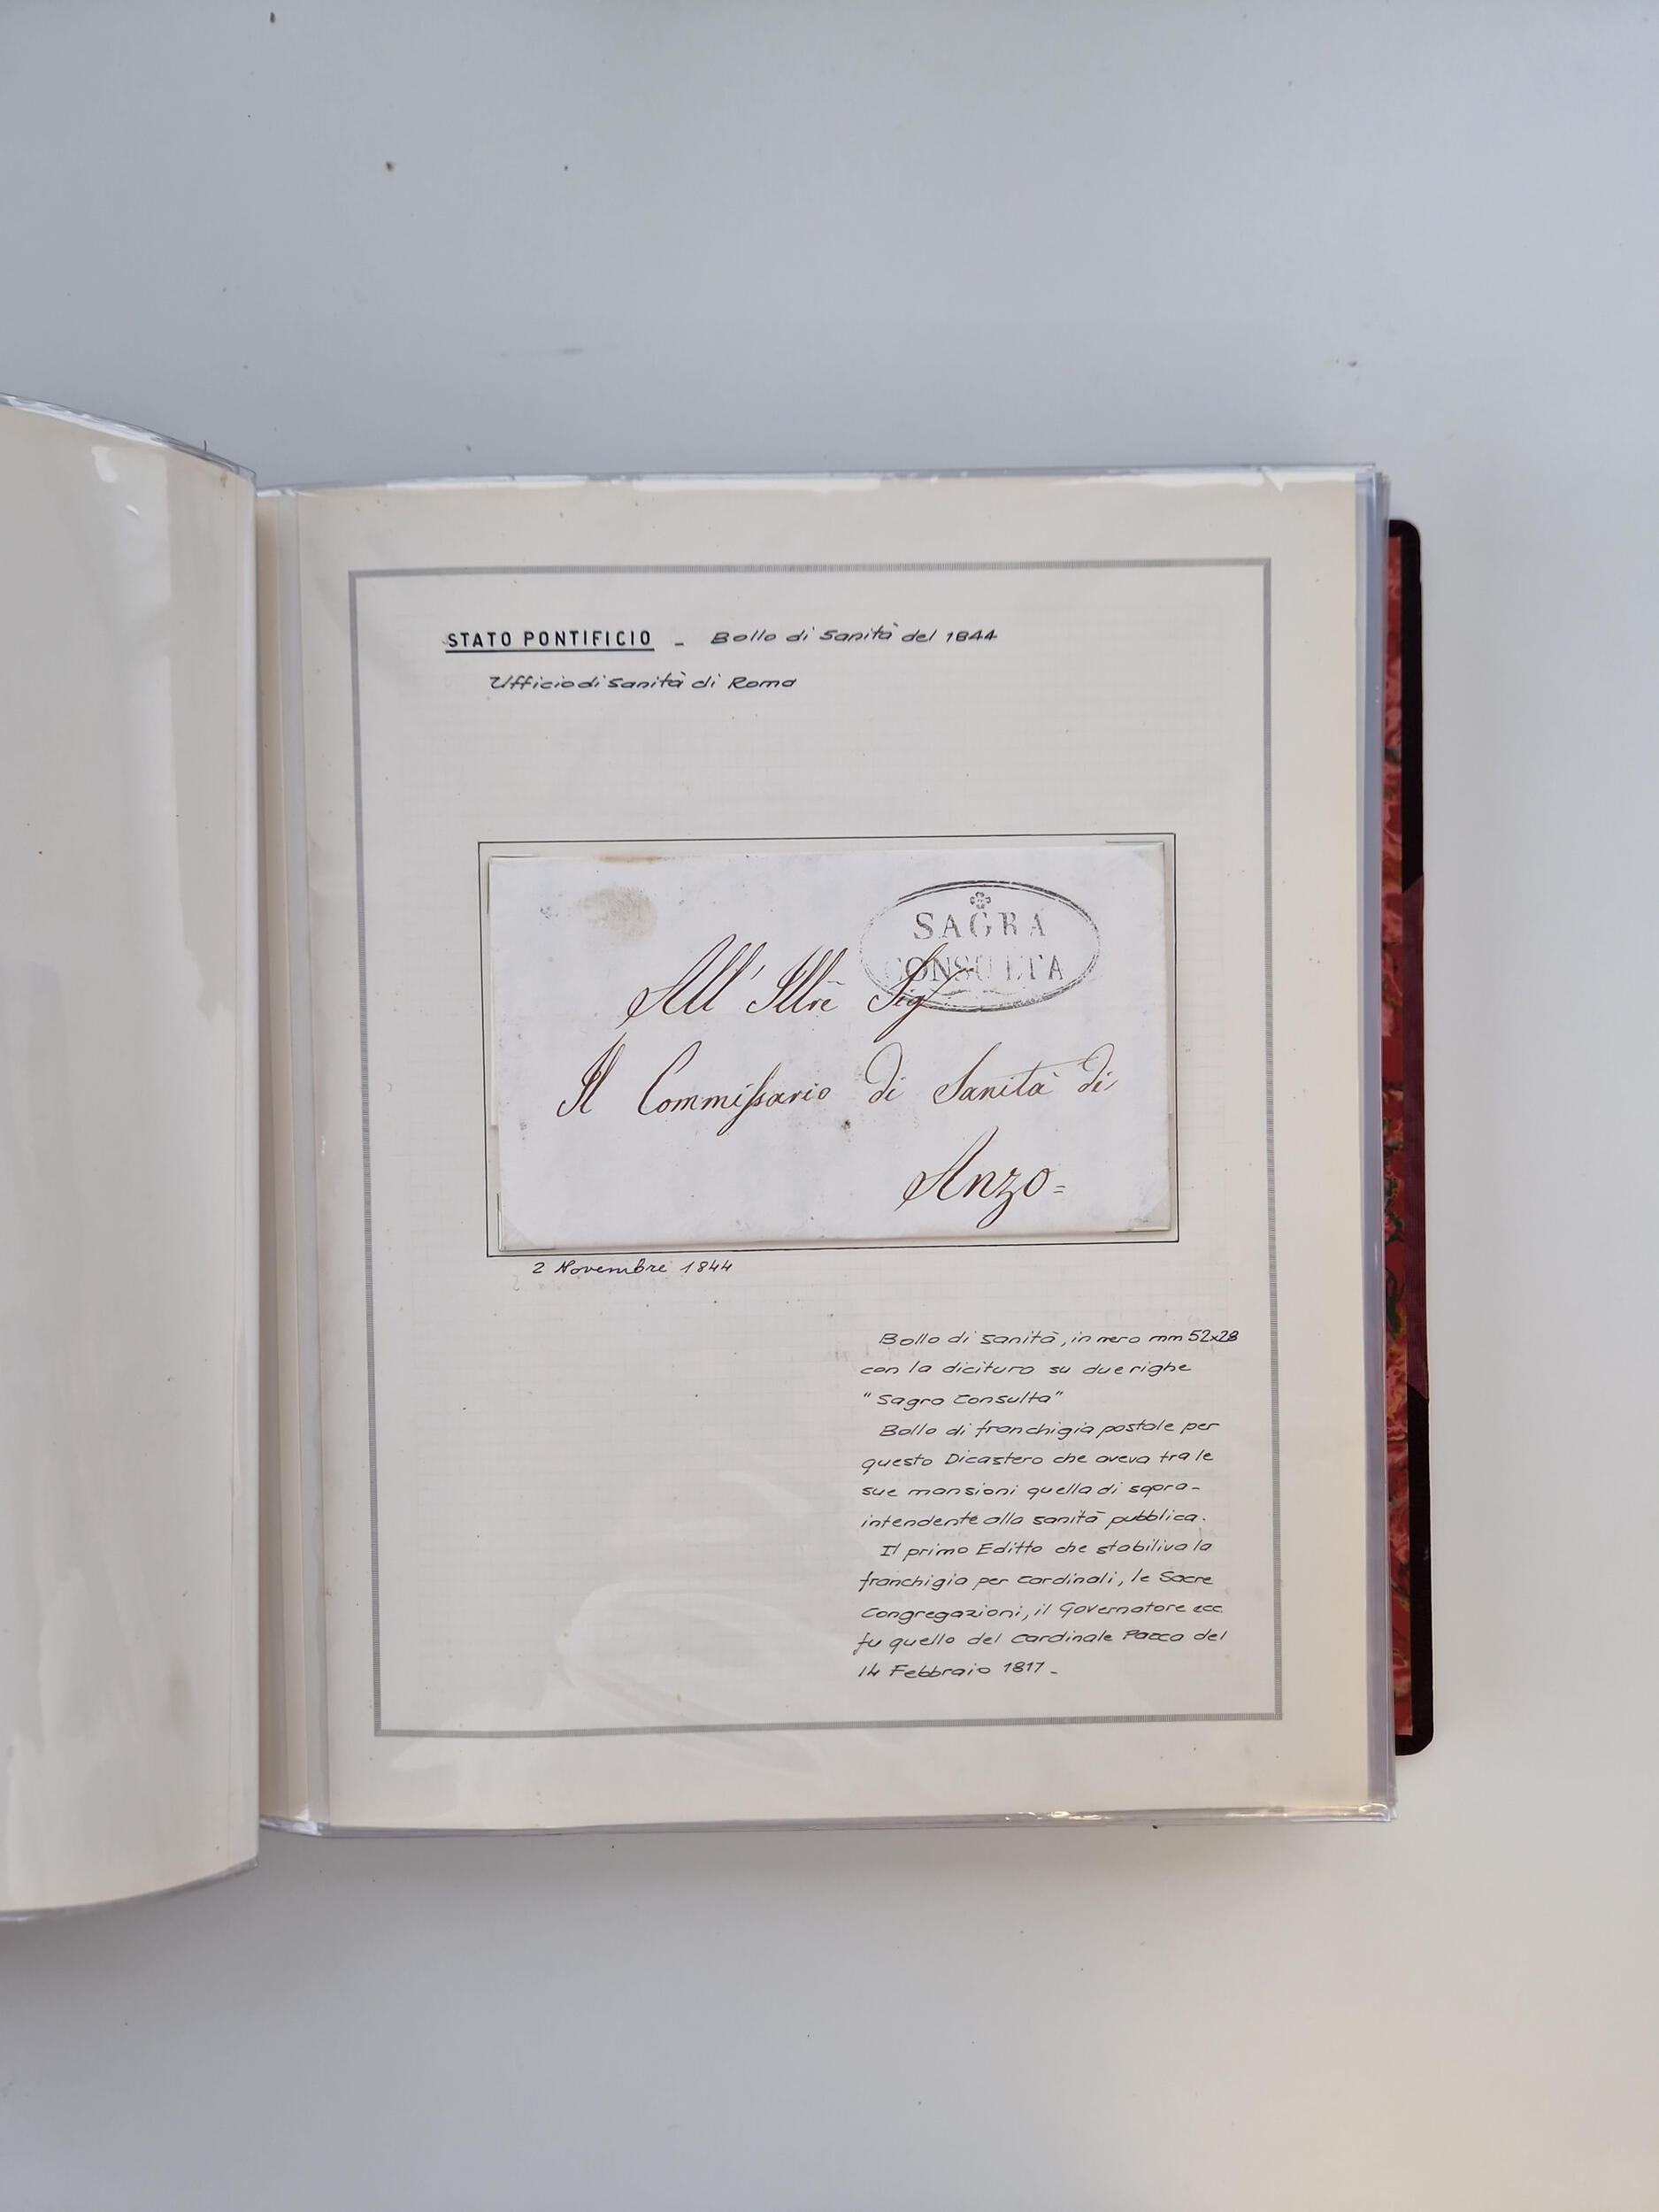 STATO PONTIFICIO - Bollo di Sanità del 1844
Ufficio di Sanità di Roma
SAGRA
CONSULTA
All' Illre Sig
Il Commissario di Sanità di
Anzo=
2 Novembre 1844
Bollo di sanità, in nero mm 52x28
con la dicitura su due righe
"Sagra Consulta"
Bollo di franchigia postale per
questo Dicastero che aveva tra le
sue mansioni quella di sopra-
intendente alla sanità pubblica.
Il primo Editto che stabiliva la
franchigia per Cardinali, le Sacre
Congregazioni, il Governatore ecc.
fu quello del Cardinale Pacca del
14 Febbraio 1817 -